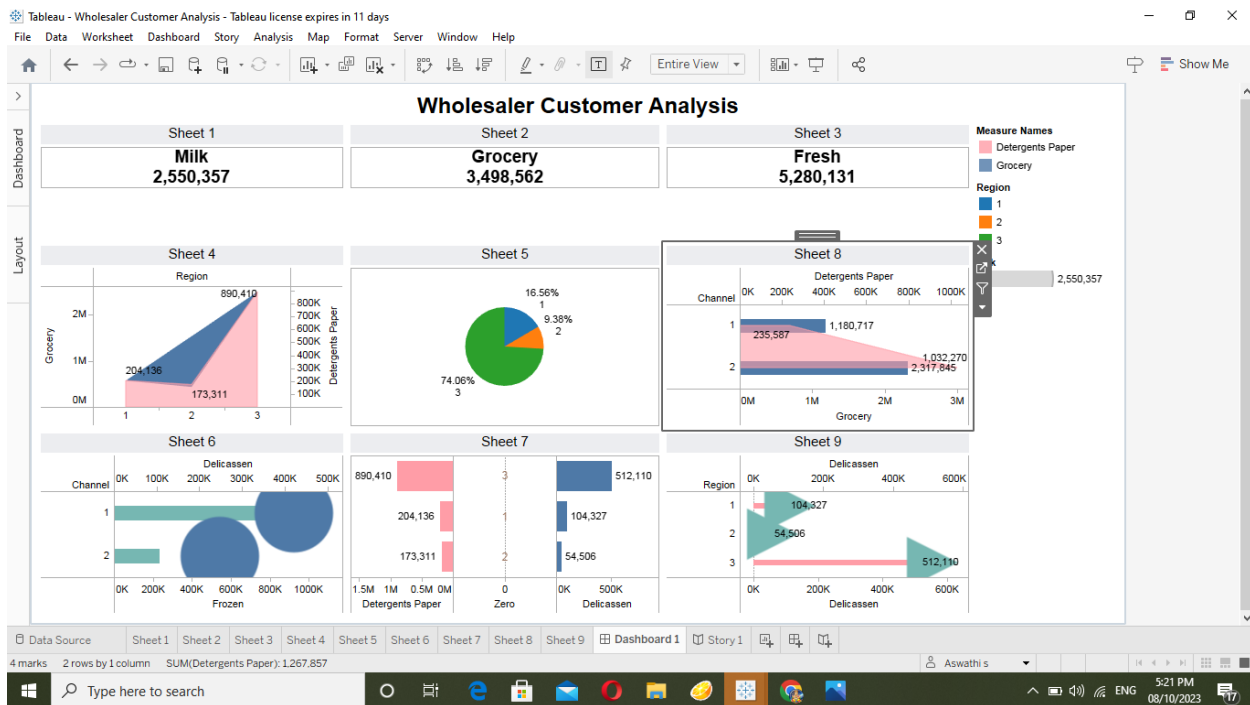 Tableau - Wholesaler Customer Analysis - Tableau license expires in 11 days
File Data Worksheet Dashboard Story Analysis Map Format Server Window Help
Entire View
Show Me
Dashboard
Layout
Wholesaler Customer Analysis
Sheet 1
Milk
2,550,357
Sheet 2
Grocery
3,498,562
Sheet 3
Fresh
5,280,131
Measure Names
Detergents Paper
Grocery
Region
1
2
3
2,550,357
Sheet 4
Region
890,410
204,136
173,311
2M
1M
0M
Grocery
800K
700K
600K
500K
400K
300K
200K
100K
Detergents Paper
1 2 3
Sheet 5
16.56%
1
9.38%
2
74.06%
3
Sheet 8
Detergents Paper
Channel 0K 200K 400K 600K 800K 1000K
1 1,180,717
235,587
1,032,270
2 2,317,845
0M 1M 2M 3M
Grocery
Sheet 6
Delicassen
Channel 0K 100K 200K 300K 400K 500K
1
2
0K 200K 400K 600K 800K 1000K
Frozen
Sheet 7
890,410 3 512,110
204,136 1 104,327
173,311 2 54,506
1.5M 1M 0.5M 0M 0 0K 500K
Detergents Paper Zero Delicassen
Sheet 9
Delicassen
Region 0K 200K 400K 600K
1 104,327
2 54,506
3 512,110
0K 200K 400K 600K
Delicassen
Data Source Sheet 1 Sheet 2 Sheet 3 Sheet 4 Sheet 5 Sheet 6 Sheet 7 Sheet 8 Sheet 9 Dashboard 1 Story 1
4 marks 2 rows by 1 column SUM(Detergents Paper): 1,267,857
Aswathi s
Type here to search
ENG
5:21 PM
08/10/2023
17